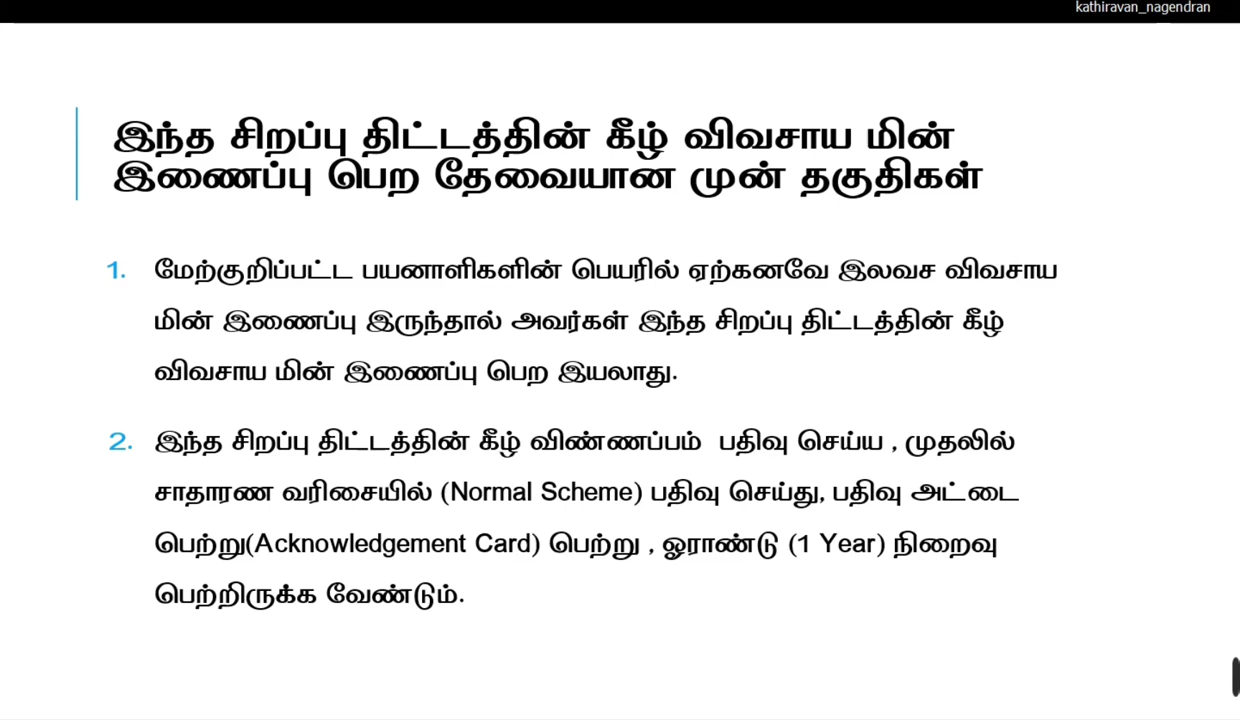 kathiravan_nagendran
இந்த சிறப்பு திட்டத்தின் கீழ் விவசாய மின்
இணைப்பு பெற தேவையான முன் தகுதிகள்
1. மேற்குறிப்பட்ட பயனாளிகளின் பெயரில் ஏற்கனவே இலவச விவசாய
மின் இணைப்பு இருந்தால் அவர்கள் இந்த சிறப்பு திட்டத்தின் கீழ்
விவசாய மின் இணைப்பு பெற இயலாது.
2. இந்த சிறப்பு திட்டத்தின் கீழ் விண்ணப்பம் பதிவு செய்ய , முதலில்
சாதாரண வரிசையில் (Normal Scheme) பதிவு செய்து, பதிவு அட்டை
பெற்று(Acknowledgement Card) பெற்று , ஓராண்டு (1 Year) நிறைவு
பெற்றிருக்க வேண்டும்.